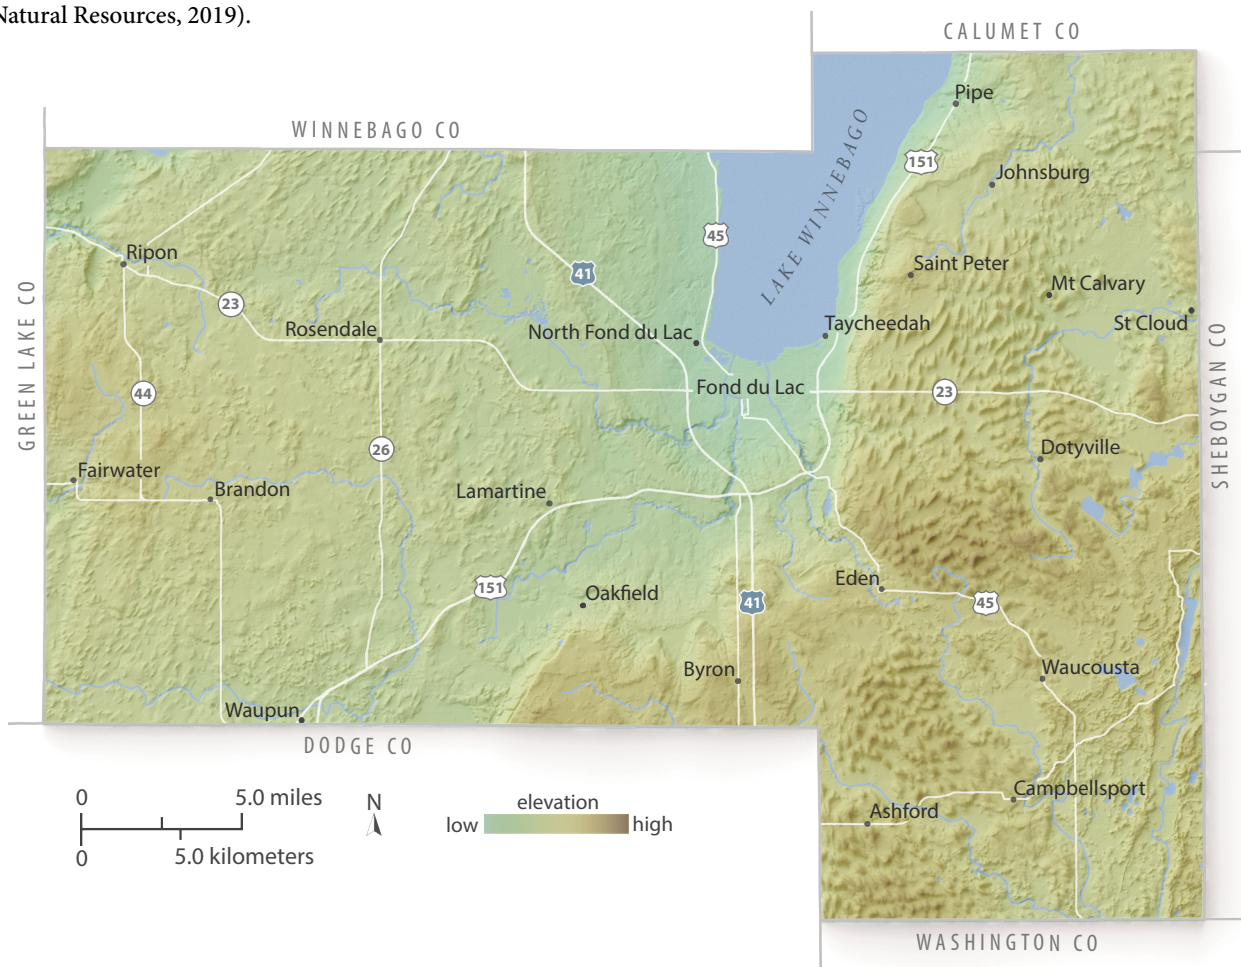 Natural Resources, 2019).
CALUMET CO
WINNEBAGO CO
Pipe
151
Johnsburg
LAKE WINNEBAGO
45
Ripon
41
Saint Peter
Mt Calvary
23
Rosendale
North Fond du Lac
Taycheedah
St Cloud
GREEN LAKE CO
SHEBOYGAN CO
44
Fond du Lac
23
26
Dotyville
Fairwater
Brandon
Lamartine
151
Oakfield
41
Eden
45
Byron
Waucousta
Waupun
DODGE CO
Campbellsport
Ashford
0 5.0 miles
0 5.0 kilometers
N
elevation
low high
WASHINGTON CO